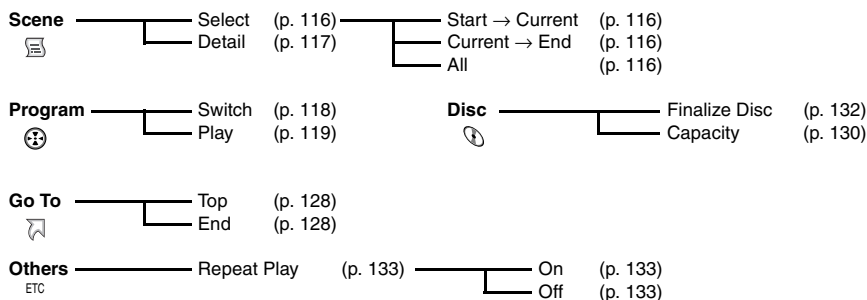 Scene Select (p. 116) Start → Current (p. 116)
Detail (p. 117) Current → End (p. 116)
All (p. 116)
Program Switch (p. 118) Disc Finalize Disc (p. 132)
Play (p. 119) Capacity (p. 130)
Go To Top (p. 128)
End (p. 128)
Others Repeat Play (p. 133) On (p. 133)
ETC Off (p. 133)